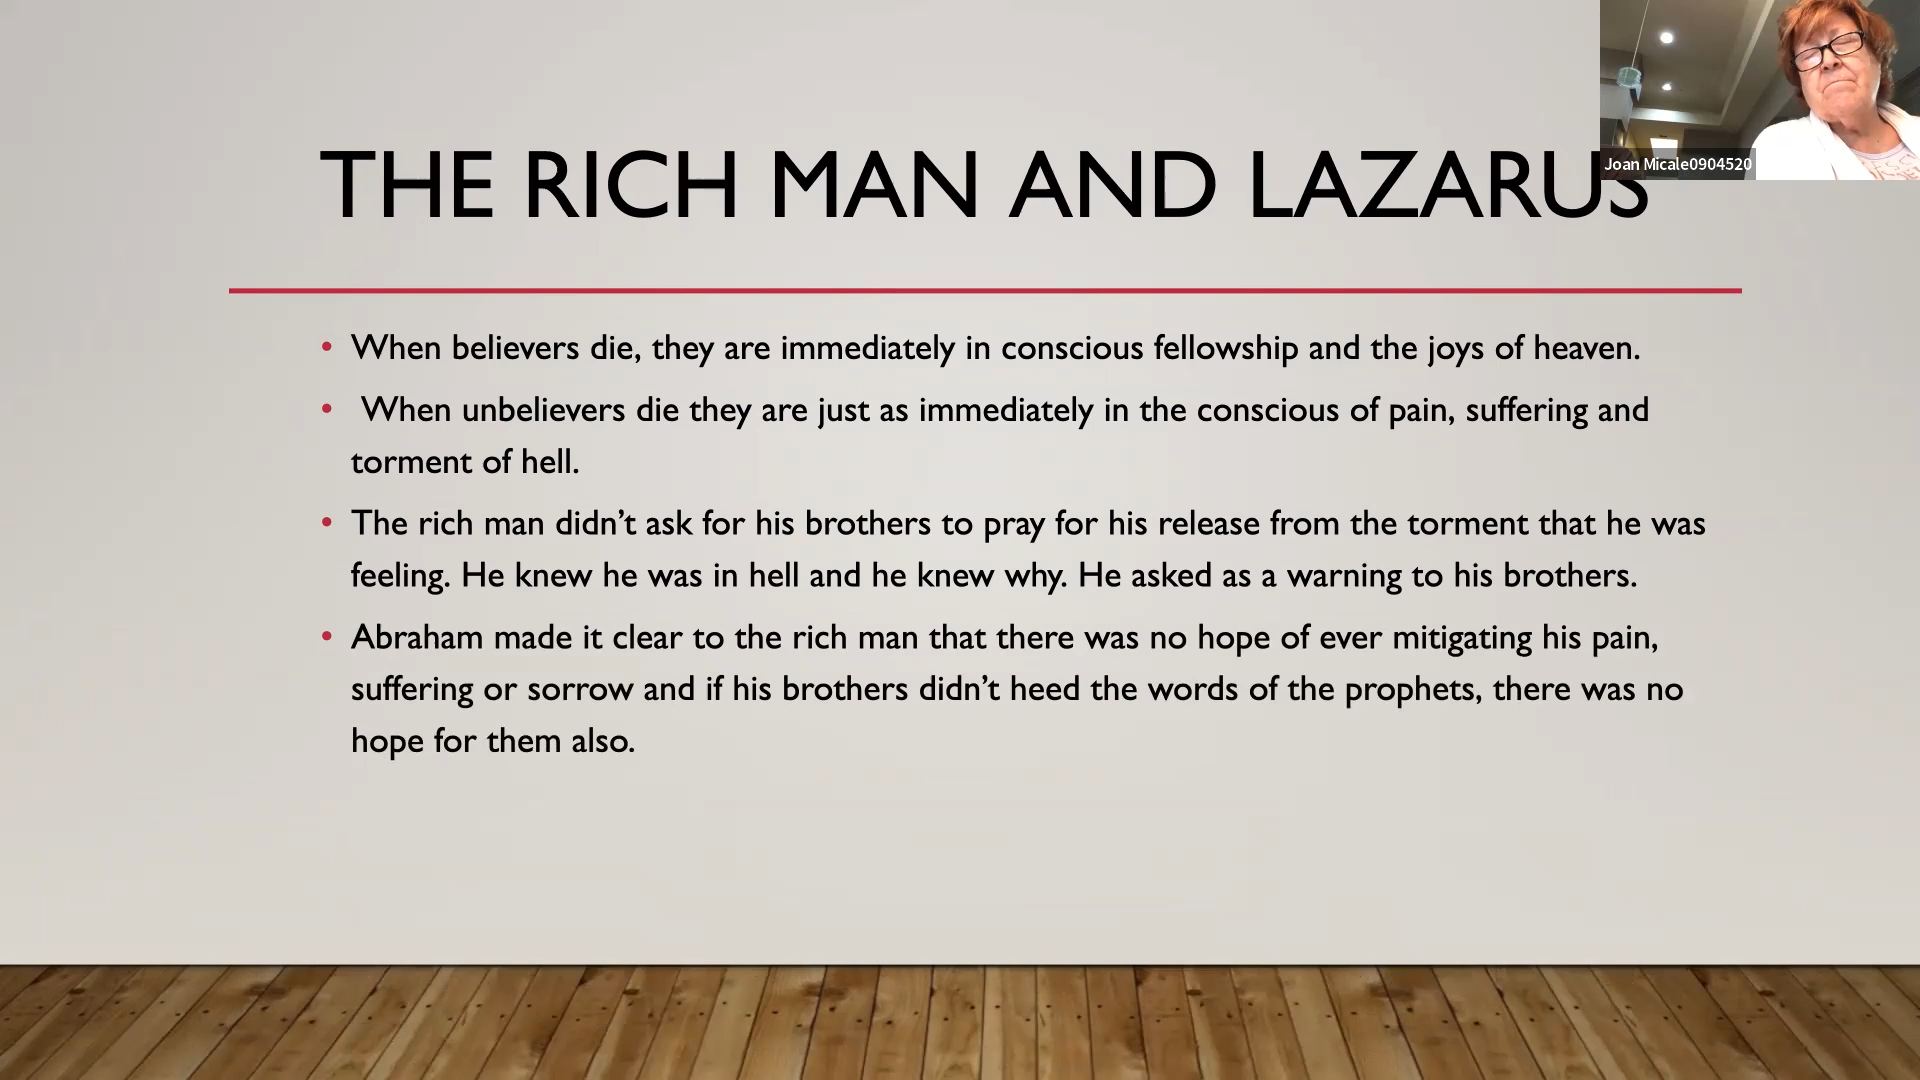 THE RICH MAN AND LAZARUS
Joan Micale0904520
• When believers die, they are immediately in conscious fellowship and the joys of heaven.
• When unbelievers die they are just as immediately in the conscious of pain, suffering and
torment of hell.
• The rich man didn’t ask for his brothers to pray for his release from the torment that he was
feeling. He knew he was in hell and he knew why. He asked as a warning to his brothers.
• Abraham made it clear to the rich man that there was no hope of ever mitigating his pain,
suffering or sorrow and if his brothers didn’t heed the words of the prophets, there was no
hope for them also.